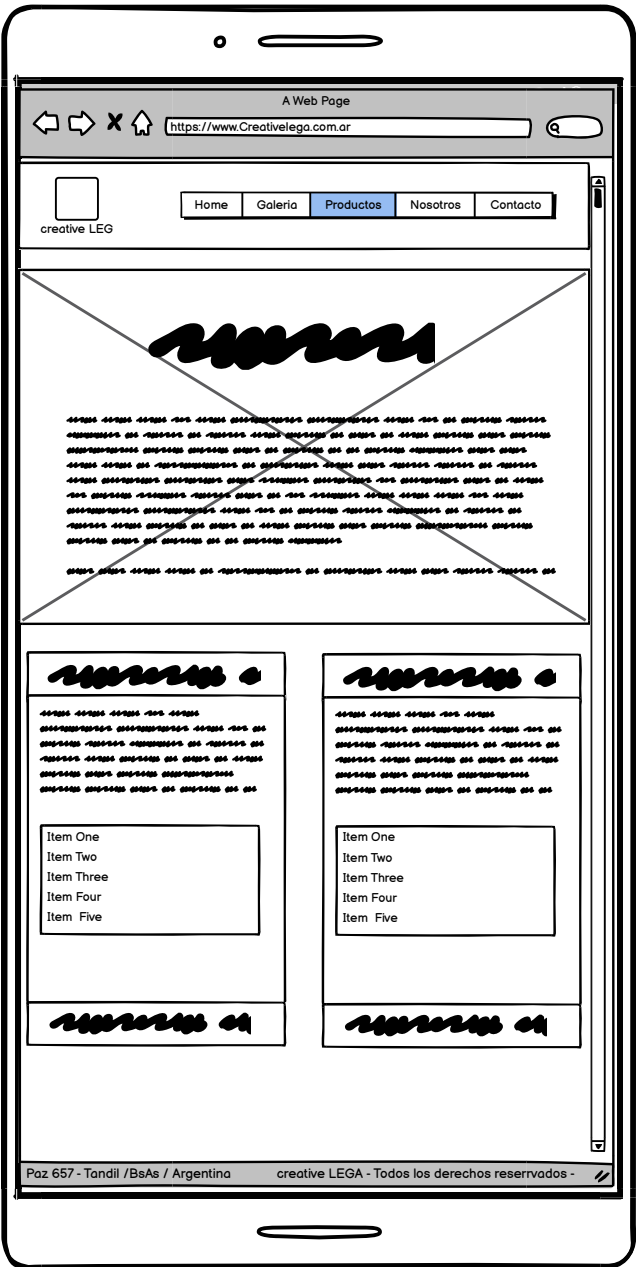 A Web Page
https://www.Creativelega.com.ar
creative LEG
Home Galeria Productos Nosotros Contacto
Item One
Item Two
Item Three
Item Four
Item Five
Item One
Item Two
Item Three
Item Four
Item Five
Paz 657 - Tandil /BsAs / Argentina creative LEGA - Todos los derechos reserrvados -